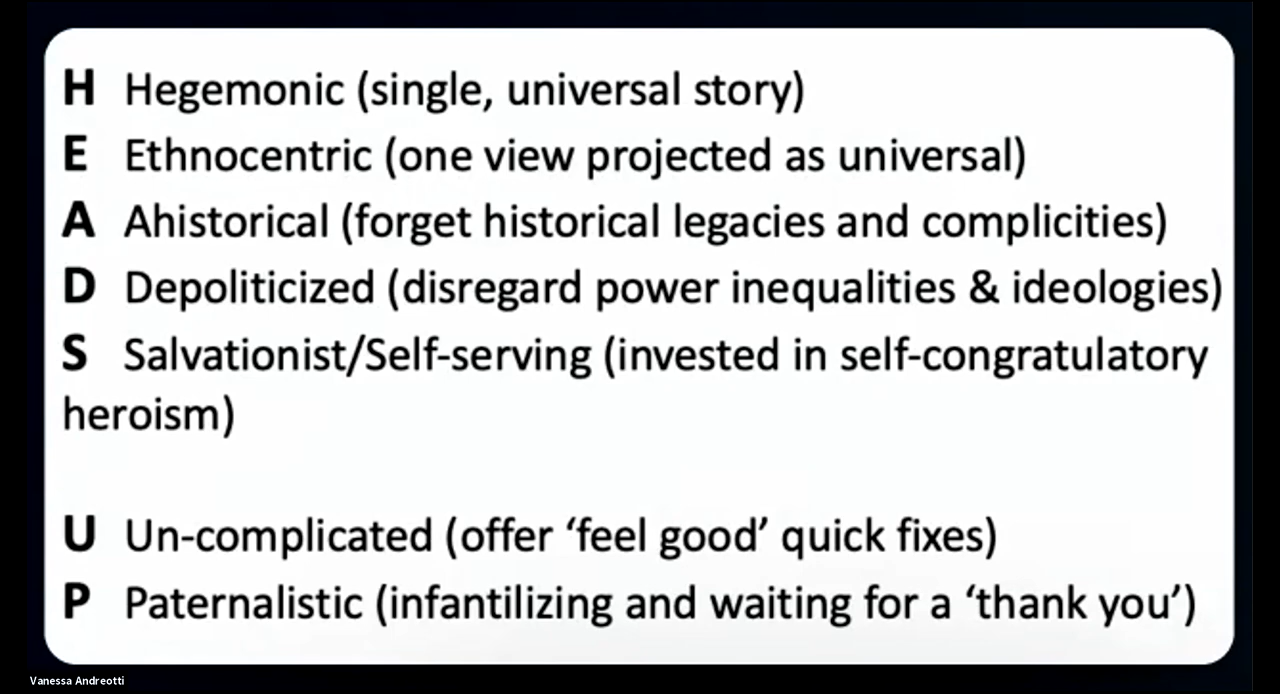 H Hegemonic (single, universal story)
E Ethnocentric (one view projected as universal)
A Ahistorical (forget historical legacies and complicities)
D Depoliticized (disregard power inequalities & ideologies)
S Salvationist/Self-serving (invested in self-congratulatory
heroism)
U Un-complicated (offer ‘feel good’ quick fixes)
P Paternalistic (infantilizing and waiting for a ‘thank you’)
Vanessa Andreotti